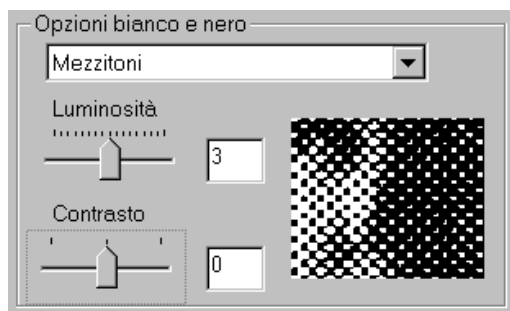 Opzioni bianco e nero
Mezzitoni
Luminosità
3
Contrasto
0